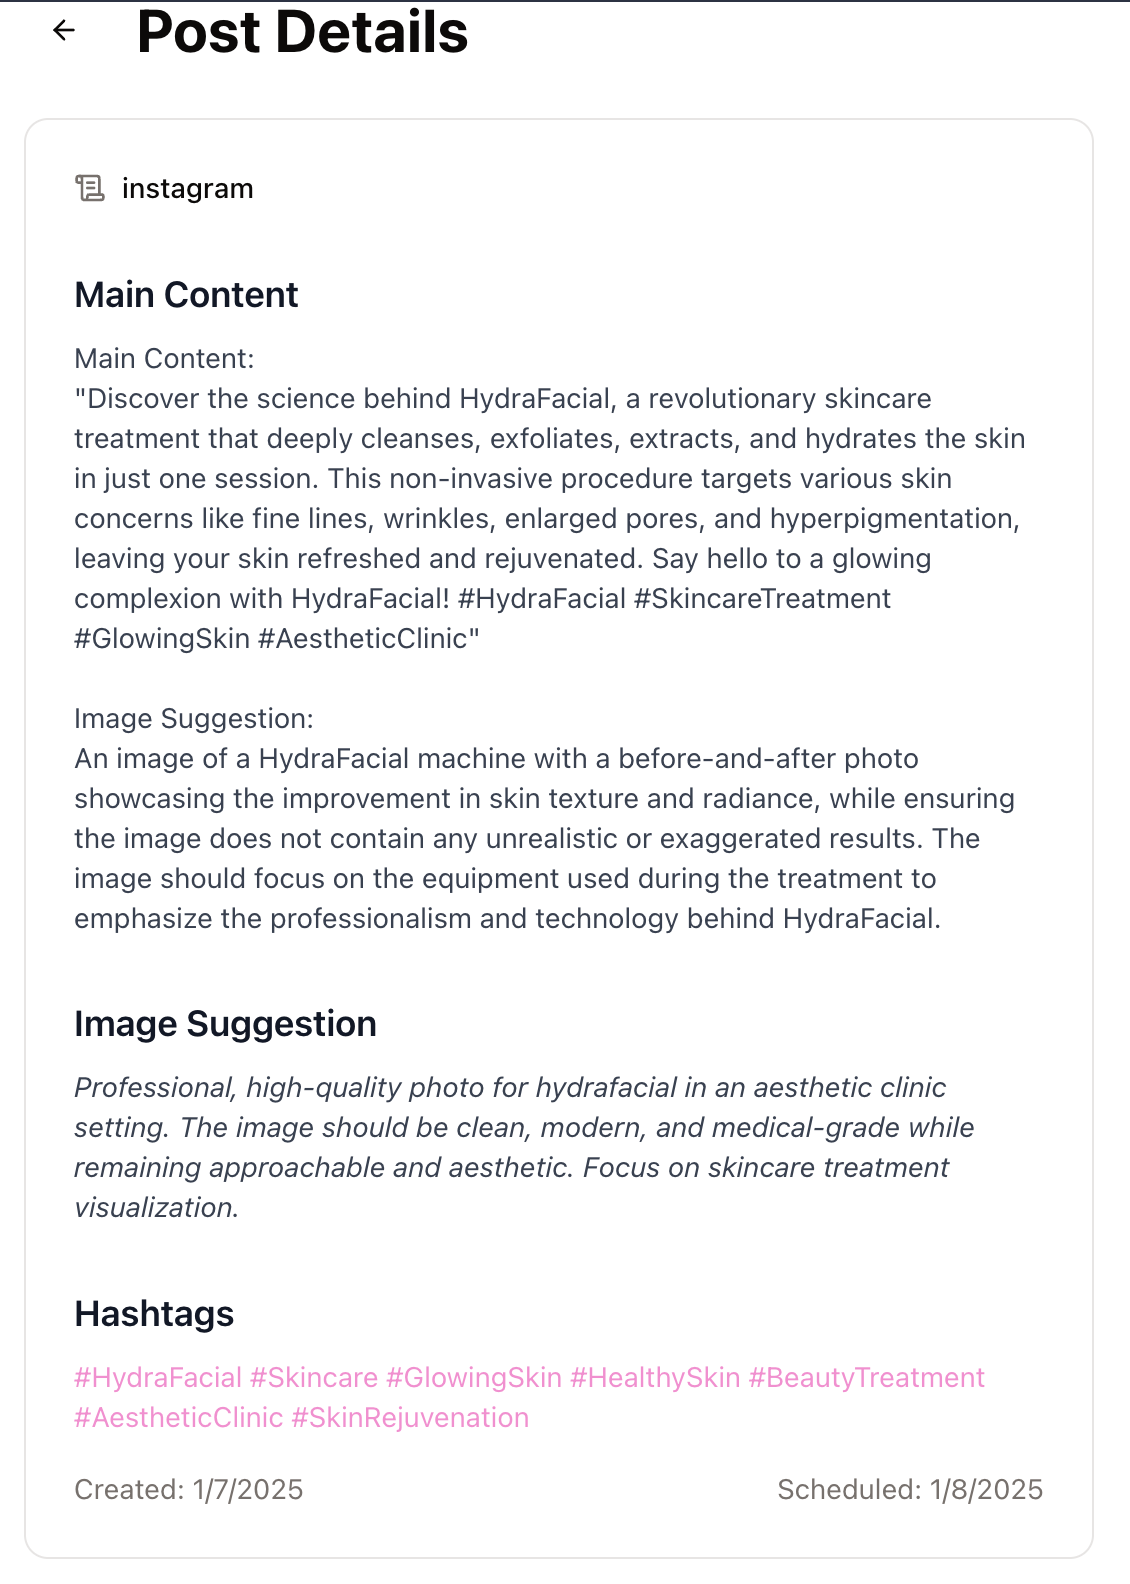 Post Details
instagram
Main Content
Main Content:
"Discover the science behind HydraFacial, a revolutionary skincare
treatment that deeply cleanses, exfoliates, extracts, and hydrates the skin
in just one session. This non-invasive procedure targets various skin
concerns like fine lines, wrinkles, enlarged pores, and hyperpigmentation,
leaving your skin refreshed and rejuvenated. Say hello to a glowing
complexion with HydraFacial! #HydraFacial #SkincareTreatment
#GlowingSkin #AestheticClinic"
Image Suggestion:
An image of a HydraFacial machine with a before-and-after photo
showcasing the improvement in skin texture and radiance, while ensuring
the image does not contain any unrealistic or exaggerated results. The
image should focus on the equipment used during the treatment to
emphasize the professionalism and technology behind HydraFacial.
Image Suggestion
Professional, high-quality photo for hydrafacial in an aesthetic clinic
setting. The image should be clean, modern, and medical-grade while
remaining approachable and aesthetic. Focus on skincare treatment
visualization.
Hashtags
#HydraFacial #Skincare #GlowingSkin #HealthySkin #BeautyTreatment
#AestheticClinic #SkinRejuvenation
Created: 1/7/2025 Scheduled: 1/8/2025